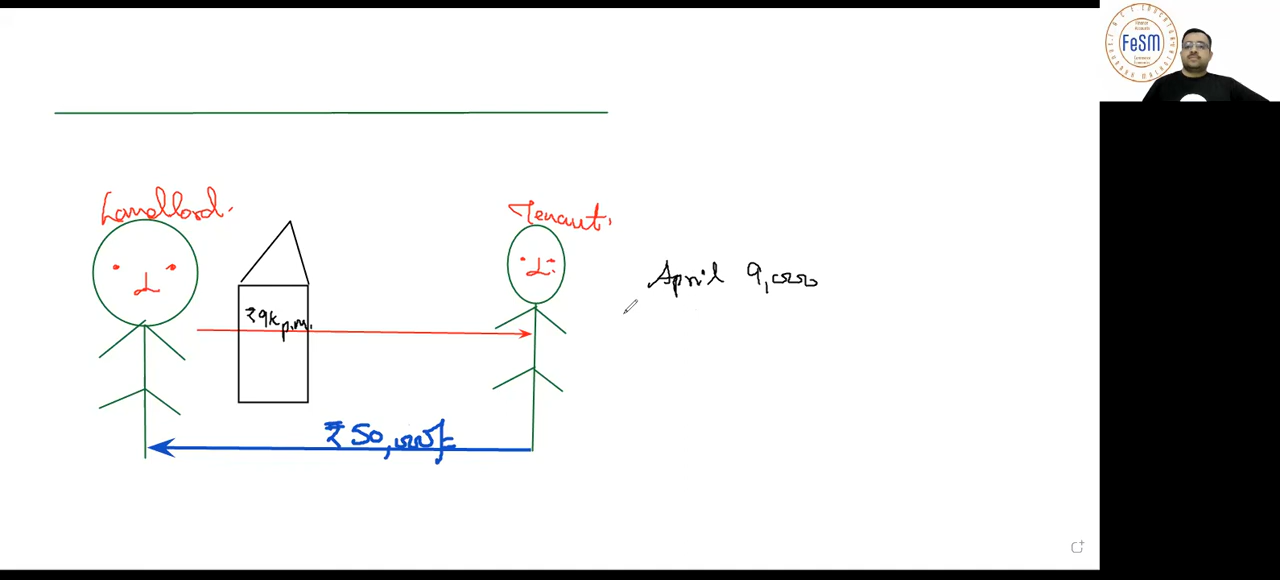 FeSM
Landlord.
Tenant.
April 9,000
₹9k p.m.
₹50,000/-